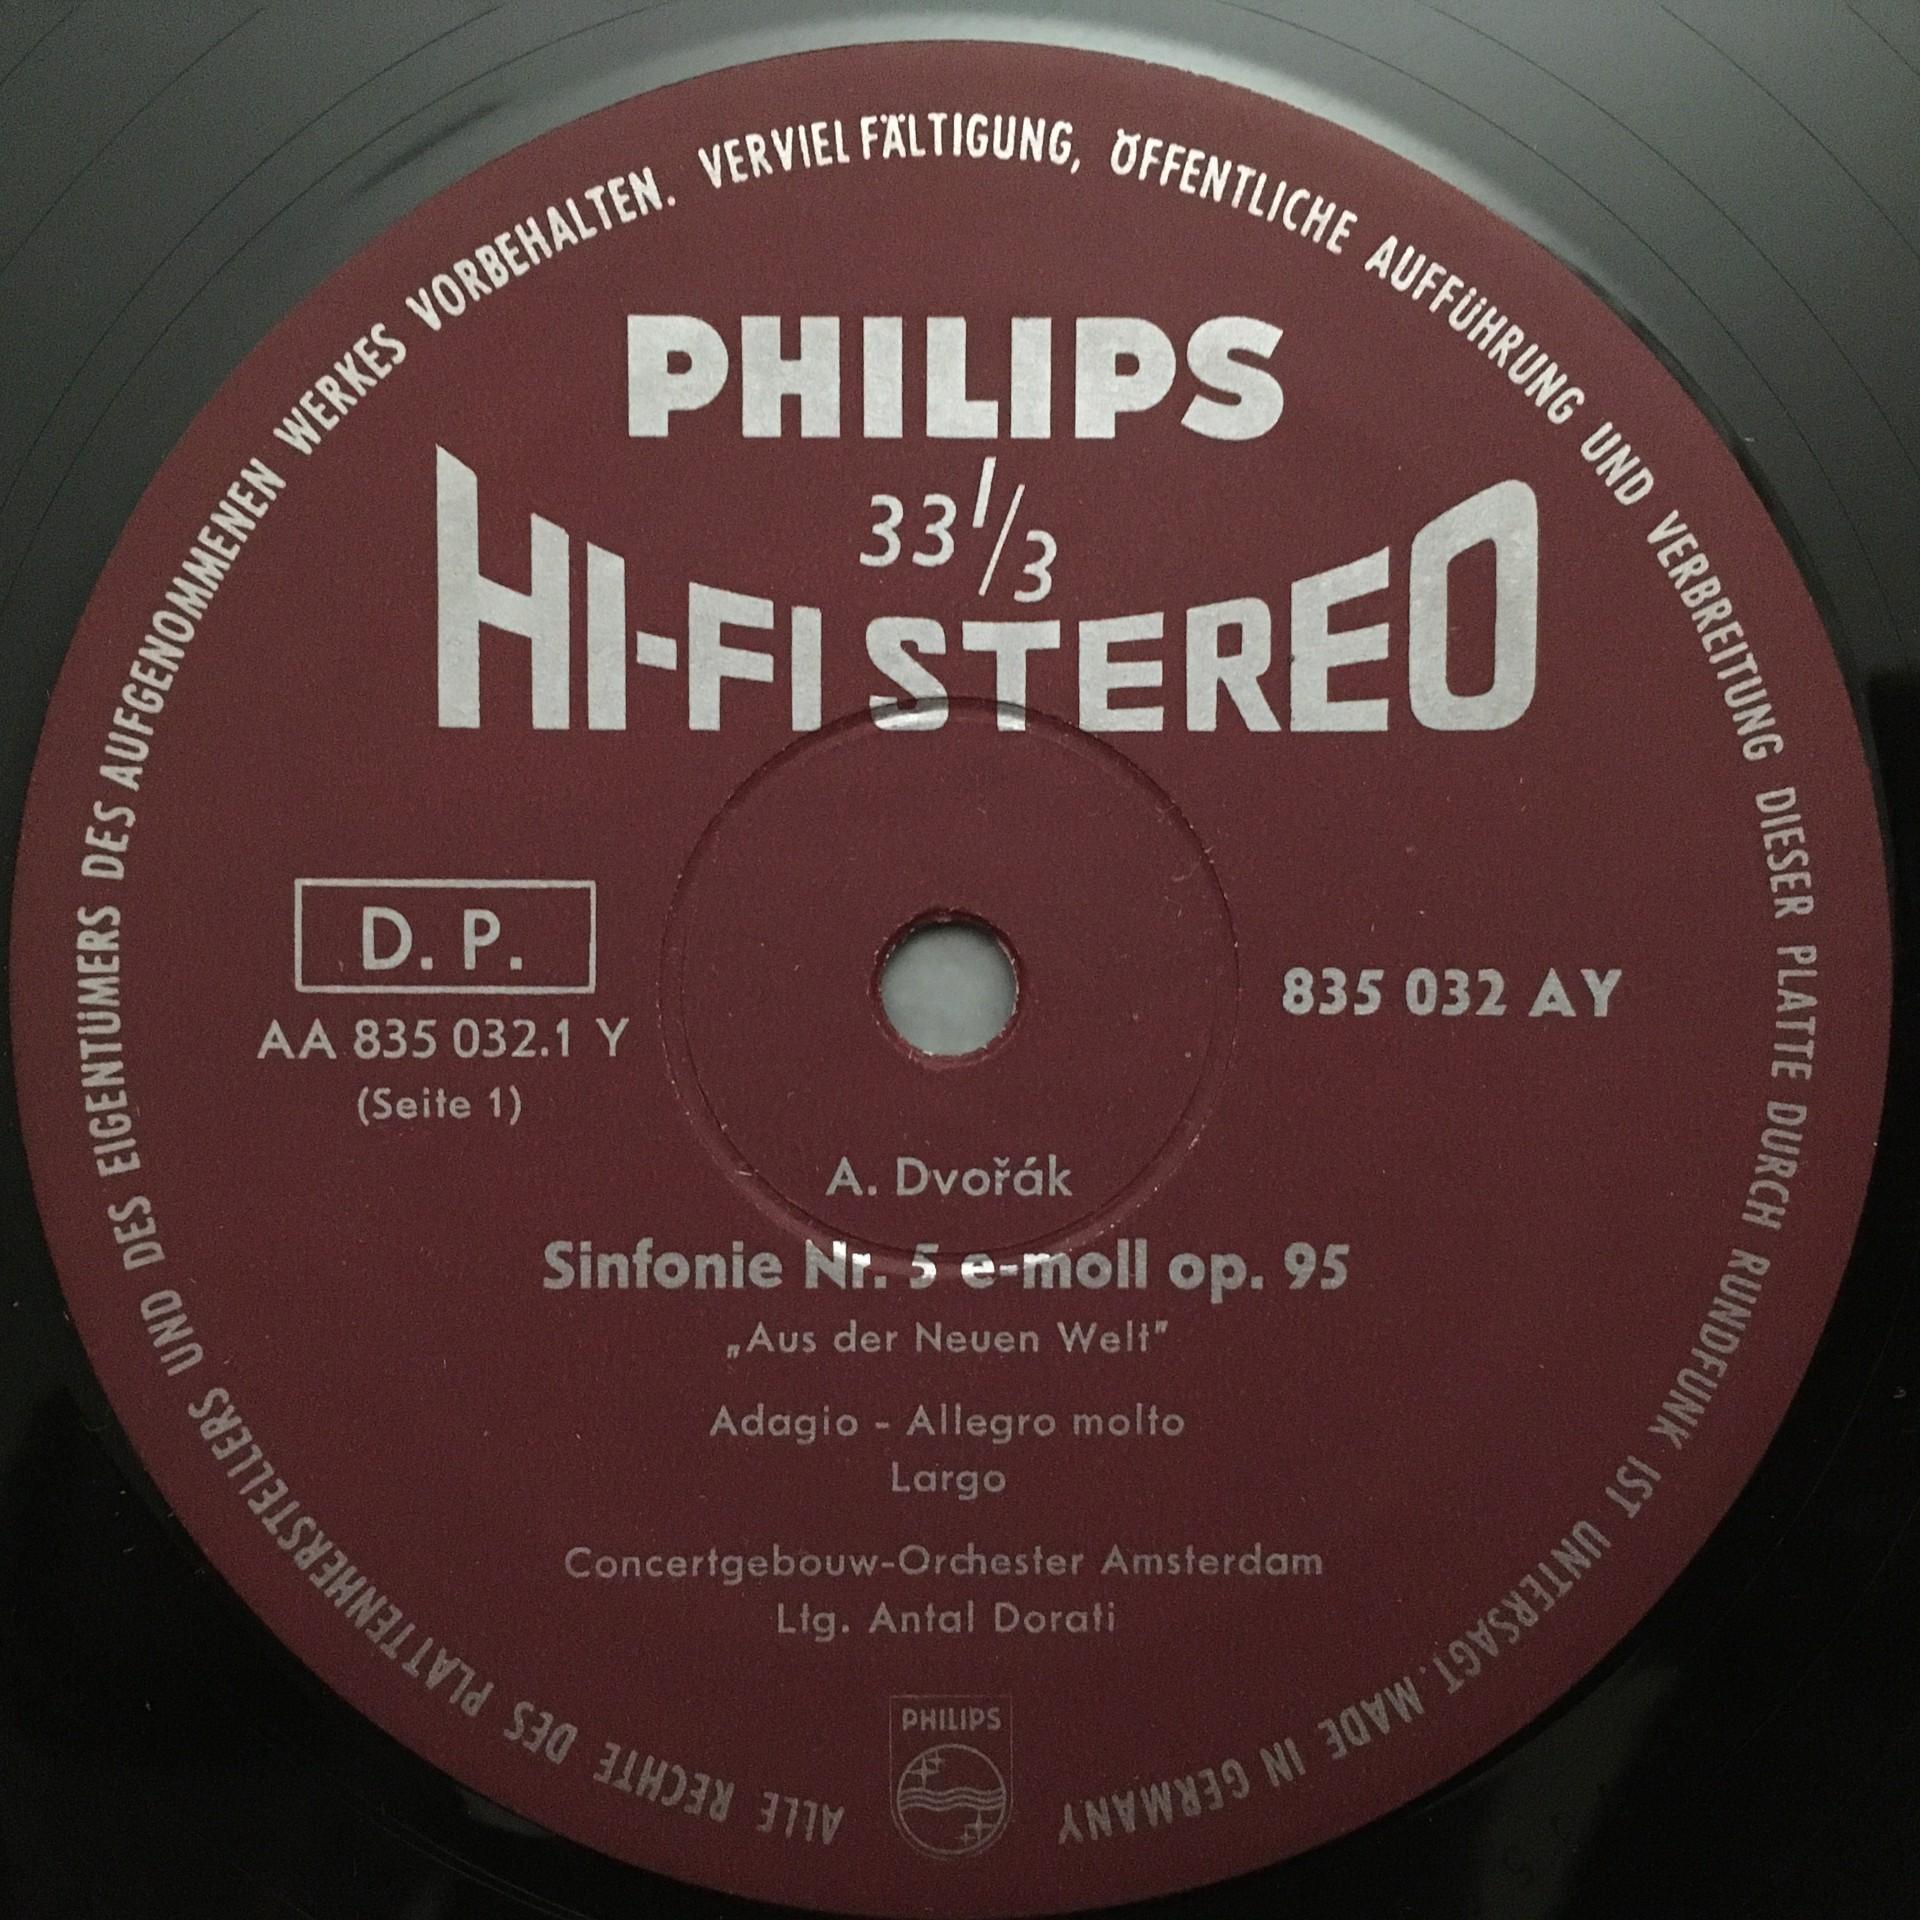 ALLE RECHTE DES PLATTENHERSTELLERS UND DES EIGENTÜMERS DES AUFGENOMMENEN WERKES VORBEHALTEN. VERVIELFÄLTIGUNG, ÖFFENTLICHE AUFFÜHRUNG UND VERBREITUNG DIESER PLATTE DURCH RUNDFUNK IST UNTERSAGT. MADE IN GERMANY
PHILIPS
33 1/3
HI-FI STEREO
D. P.
AA 835 032.1 Y
(Seite 1)
835 032 AY
A. Dvořák
Sinfonie Nr. 5 e-moll op. 95
„Aus der Neuen Welt"
Adagio - Allegro molto
Largo
Concertgebouw-Orchester Amsterdam
Ltg. Antal Dorati
PHILIPS